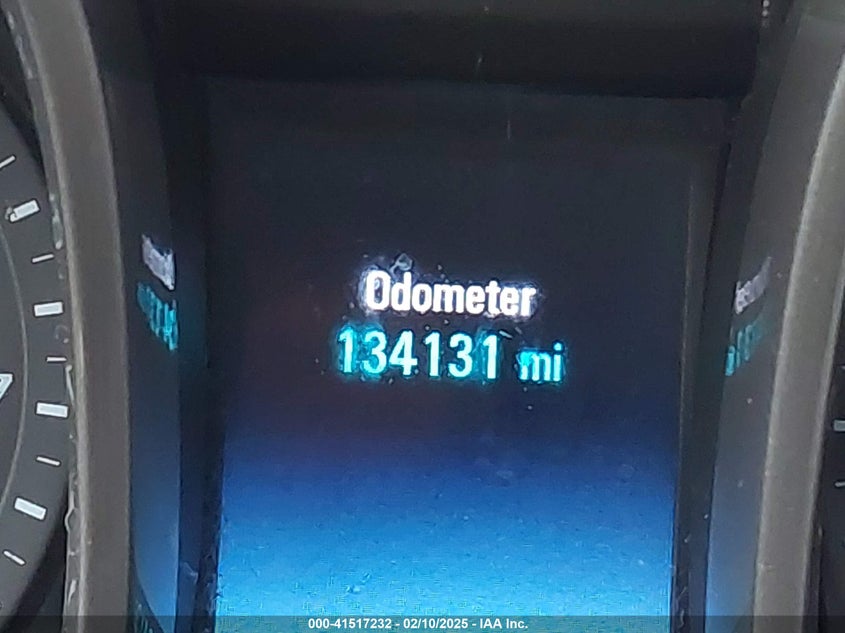 Odometer
134131 mi
000-41517232 - 02/10/2025 - IAA Inc.